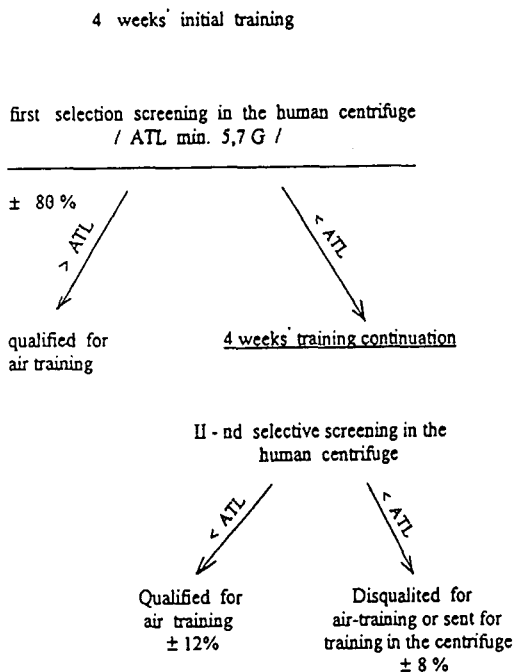 4 weeks' initial training
first selection screening in the human centrifuge
/ ATL min. 5,7 G /
± 80 %
> ATL
< ATL
qualified for
air training
4 weeks' training continuation
II - nd selective screening in the
human centrifuge
< ATL
< ATL
Qualified for
air training
± 12%
Disqualited for
air-training or sent for
training in the centrifuge
± 8 %